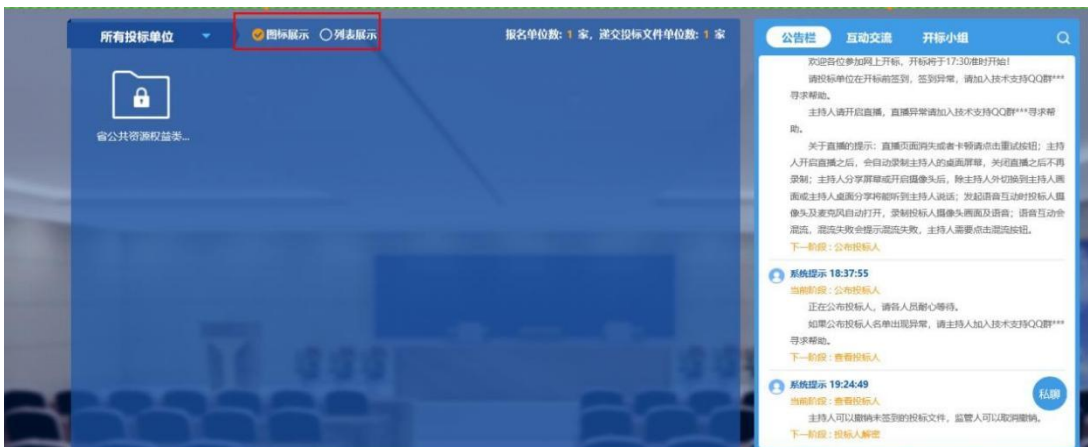 所有投标单位
图标展示 列表展示
报名单位数: 1 家, 递交投标文件单位数: 1 家
省公共资源权益类...
公告栏 互动交流 开标小组
欢迎各位参加网上开标, 开标将于17:30准时开始!
请投标单位在开标前签到, 签到异常, 请加入技术支持QQ群***
寻求帮助。
主持人请开启直播, 直播异常请加入技术支持QQ群***寻求帮
助。
关于直播的提示: 直播页面消失或者卡顿请点击重试按钮; 主持
人开启直播之后, 会自动录制主持人的桌面屏幕, 关闭直播之后不再
录制; 主持人分享屏幕或开启摄像头后, 除主持人外切换到主持人画
面或主持人桌面分享将能听到主持人说话; 发起语音互动时投标人摄
像头及麦克风自动打开, 录制投标人摄像头画面及语音; 语音互动会
混流, 混流失败会提示混流失败, 主持人需要点击混流按钮。
下一阶段 : 公布投标人
系统提示 18:37:55
当前阶段 : 公布投标人
正在公布投标人, 请各人员耐心等待。
如果公布投标人名单出现异常, 请主持人加入技术支持QQ群***
寻求帮助。
下一阶段 : 查看投标人
系统提示 19:24:49
当前阶段 : 查看投标人
主持人可以撤销未签到的投标文件, 监管人可以取消撤销。
下一阶段 : 投标人解密
私聊